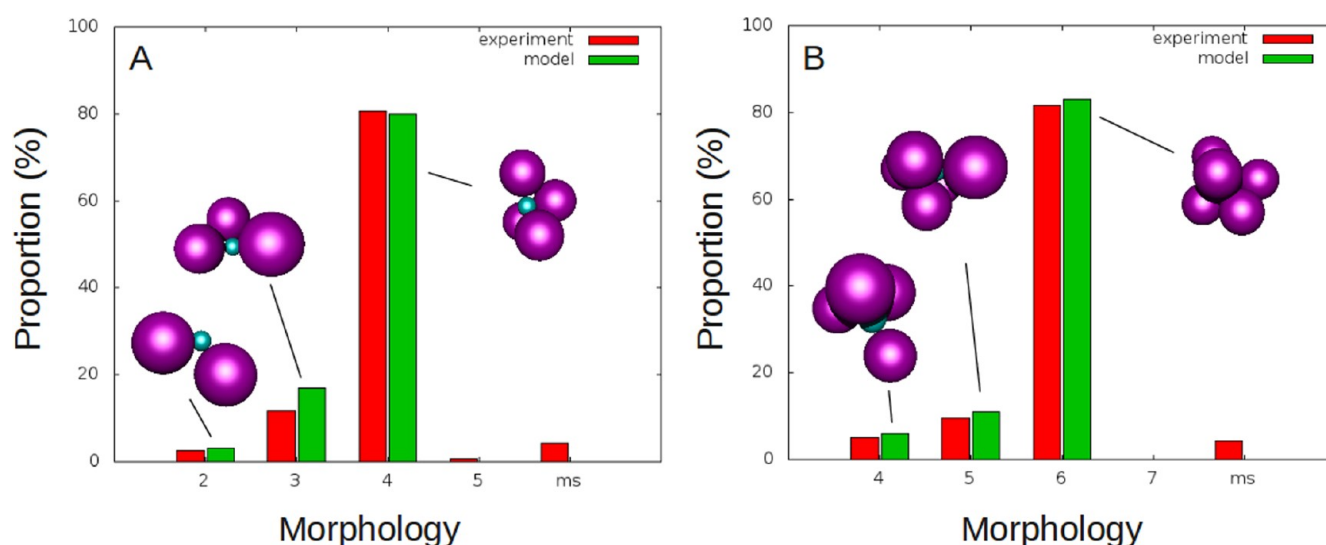 A
experiment
model
100
80
60
40
20
0
Proportion (%)
2 3 4 5 ms
Morphology
B
experiment
model
100
80
60
40
20
0
Proportion (%)
4 5 6 7 ms
Morphology